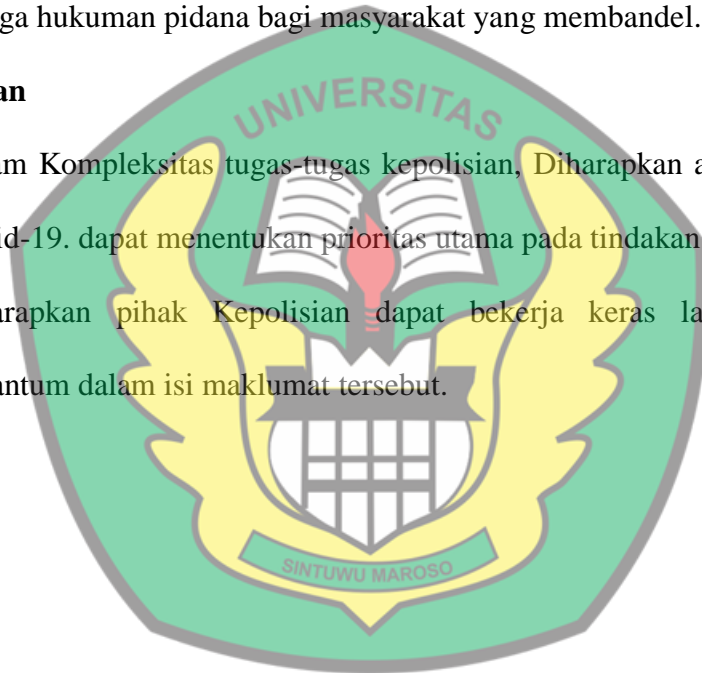 ga hukuman pidana bagi masyarakat yang membandel.
an
am Kompleksitas tugas-tugas kepolisian, Diharapkan a
id-19. dapat menentukan prioritas utama pada tindakan
arapkan pihak Kepolisian dapat bekerja keras la
antum dalam isi maklumat tersebut.
UNIVERSITAS
SINTUWU MAROSO